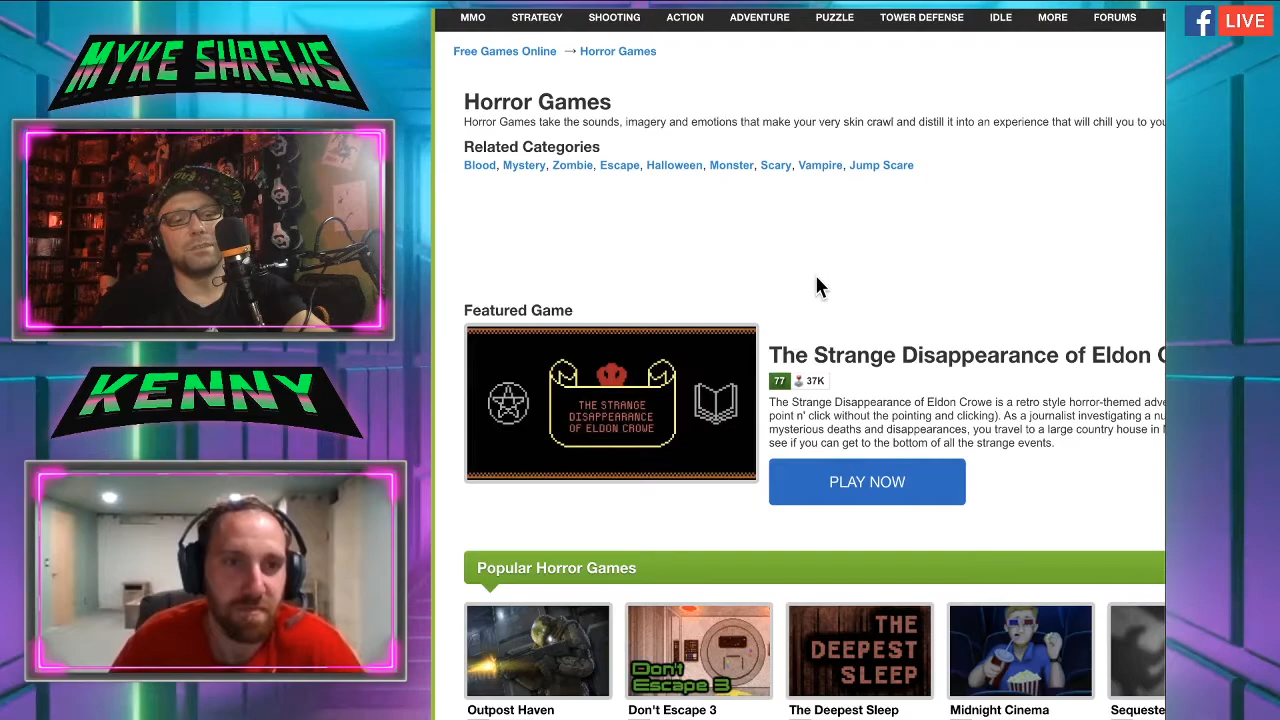 MYKE SHREWS
KENNY
MMO STRATEGY SHOOTING ACTION ADVENTURE PUZZLE TOWER DEFENSE IDLE MORE FORUMS
f LIVE
Free Games Online → Horror Games
Horror Games
Horror Games take the sounds, imagery and emotions that make your very skin crawl and distill it into an experience that will chill you to you
Related Categories
Blood, Mystery, Zombie, Escape, Halloween, Monster, Scary, Vampire, Jump Scare
Featured Game
THE STRANGE
DISAPPEARANCE
OF ELDON CROWE
The Strange Disappearance of Eldon C
77 37K
The Strange Disappearance of Eldon Crowe is a retro style horror-themed adve
point n' click without the pointing and clicking). As a journalist investigating a nu
mysterious deaths and disappearances, you travel to a large country house in
see if you can get to the bottom of all the strange events.
PLAY NOW
Popular Horror Games
Don't
Escape 3
THE
DEEPEST
SLEEP
Outpost Haven
Don't Escape 3
The Deepest Sleep
Midnight Cinema
Sequeste